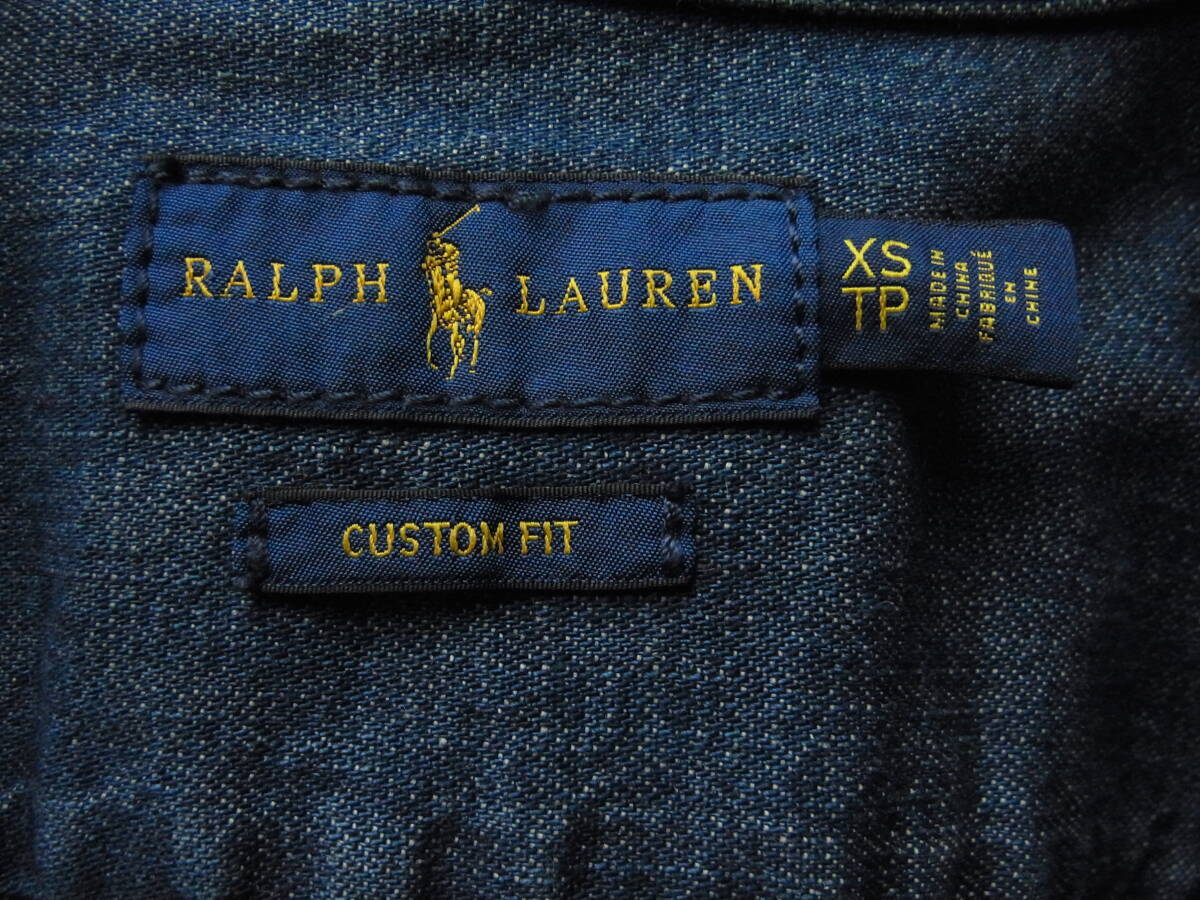 RALPH LAUREN
XS
TP
MADE IN
CHINA
FABRIQUÉ
EN
CHINE
CUSTOM FIT